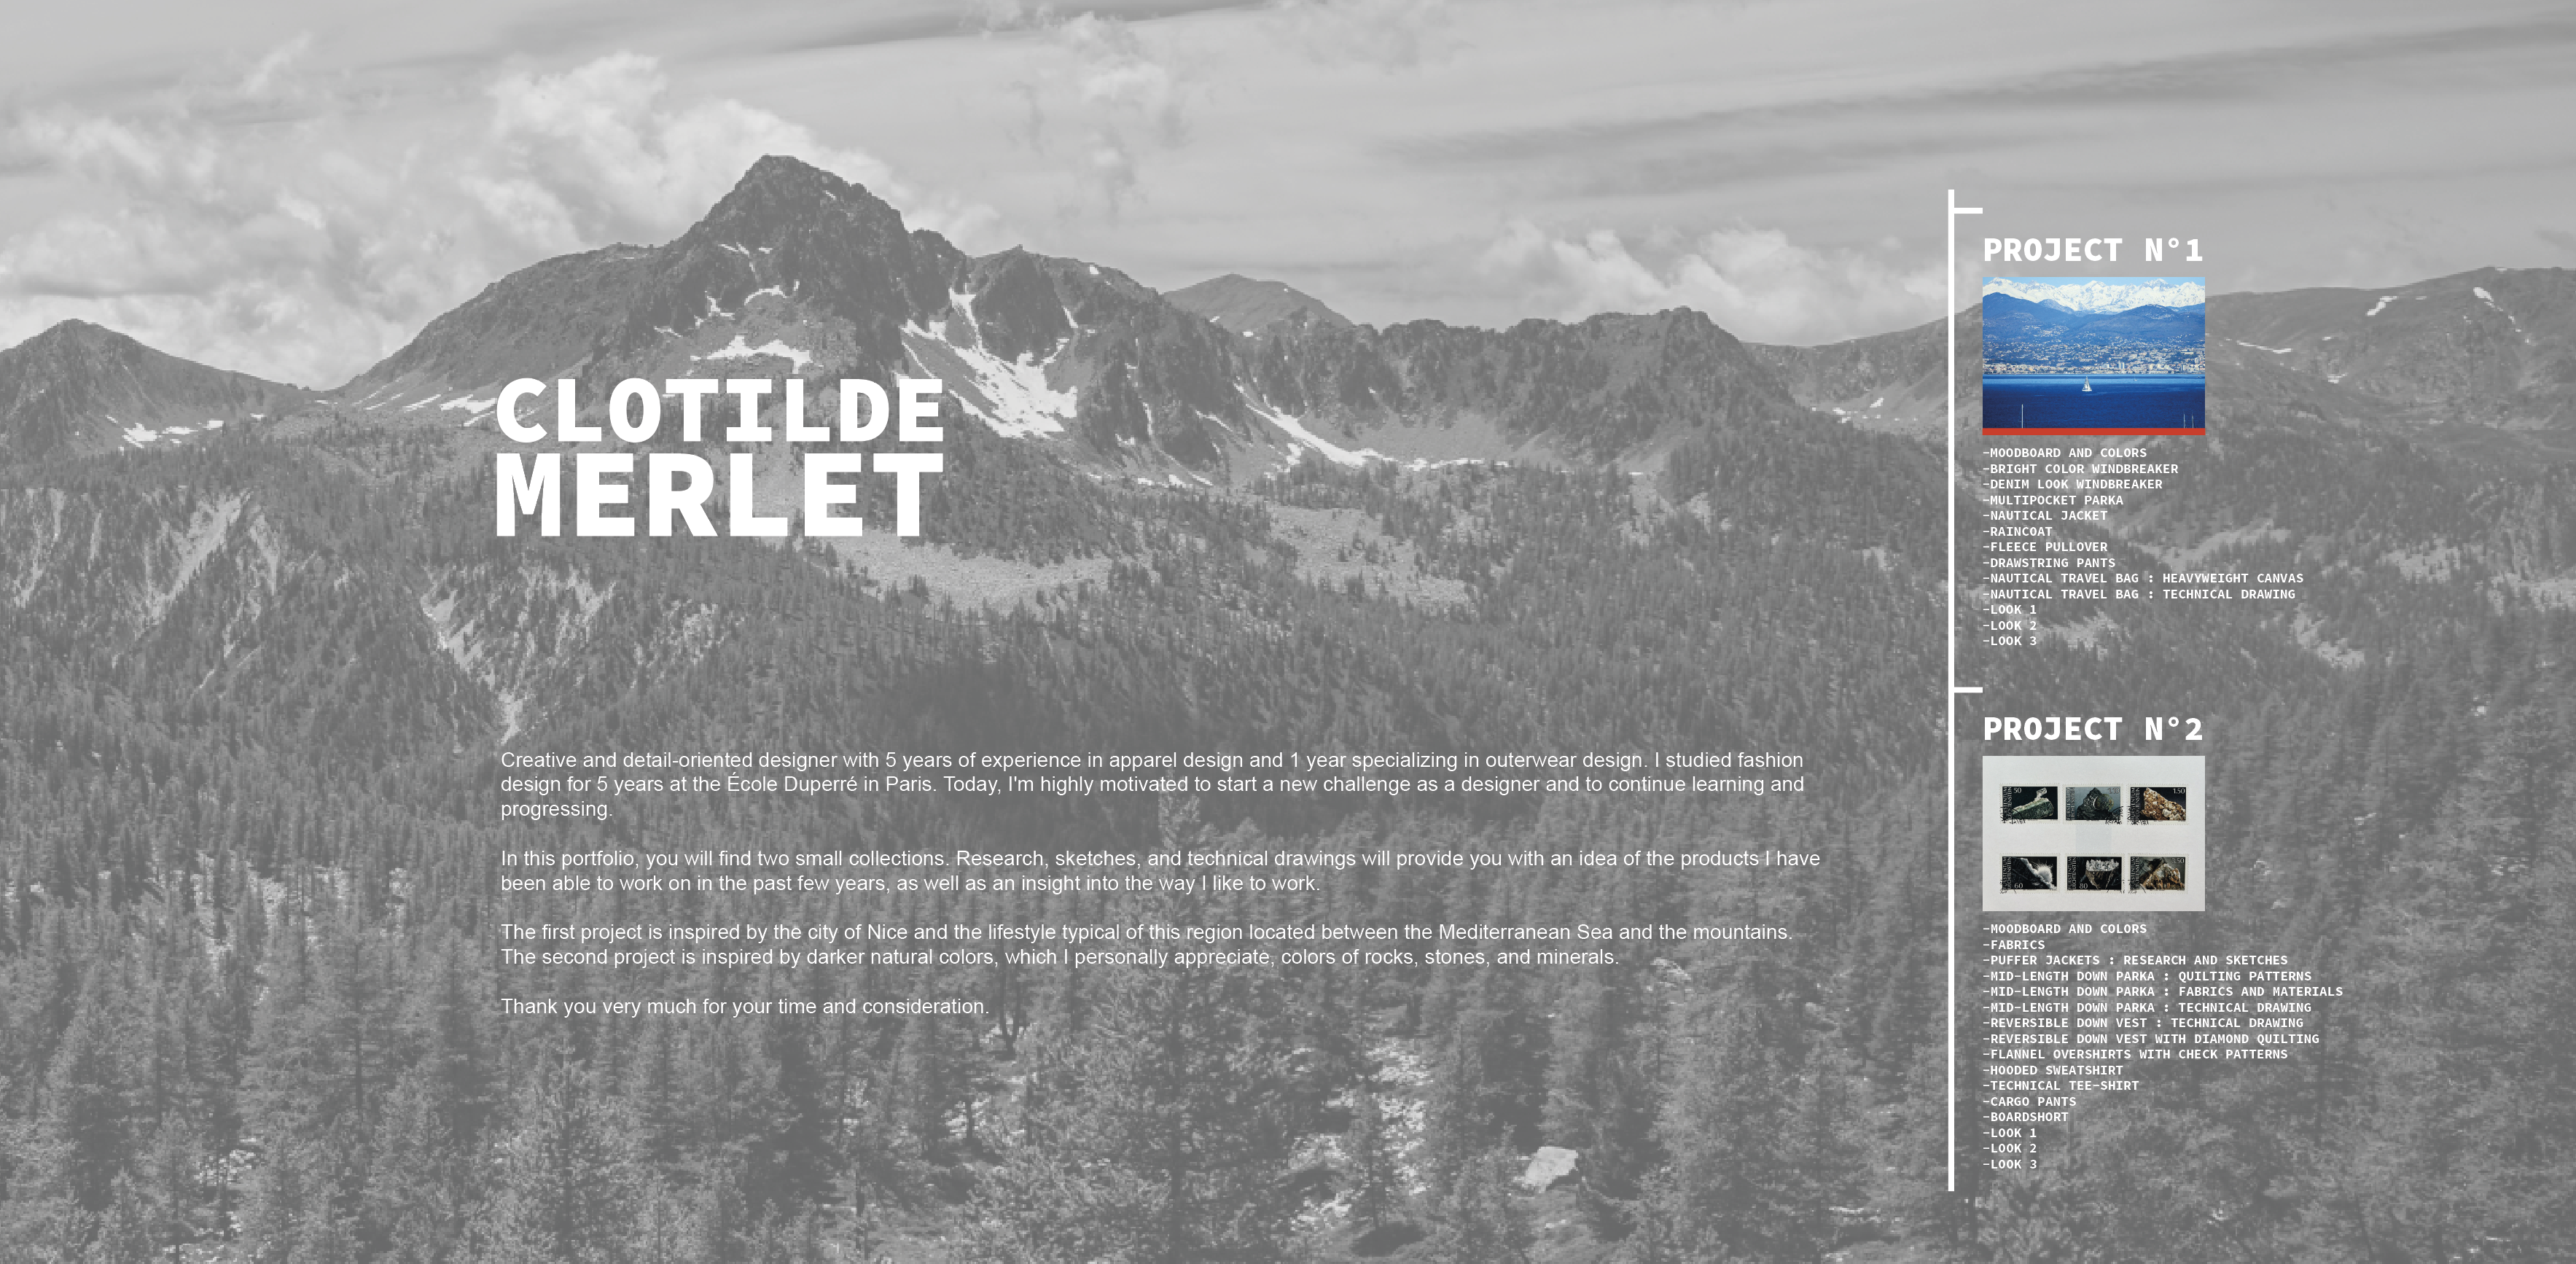 CLOTILDE
MERLET
Creative and detail-oriented designer with 5 years of experience in apparel design and 1 year specializing in outerwear design. I studied fashion
design for 5 years at the École Duperré in Paris. Today, I'm highly motivated to start a new challenge as a designer and to continue learning and
progressing.
In this portfolio, you will find two small collections. Research, sketches, and technical drawings will provide you with an idea of the products I have
been able to work on in the past few years, as well as an insight into the way I like to work.
The first project is inspired by the city of Nice and the lifestyle typical of this region located between the Mediterranean Sea and the mountains.
The second project is inspired by darker natural colors, which I personally appreciate, colors of rocks, stones, and minerals.
Thank you very much for your time and consideration.
PROJECT N°1
-MOODBOARD AND COLORS
-BRIGHT COLOR WINDBREAKER
-DENIM LOOK WINDBREAKER
-MULTIPOCKET PARKA
-NAUTICAL JACKET
-RAINCOAT
-FLEECE PULLOVER
-DRAWSTRING PANTS
-NAUTICAL TRAVEL BAG : HEAVYWEIGHT CANVAS
-NAUTICAL TRAVEL BAG : TECHNICAL DRAWING
-LOOK 1
-LOOK 2
-LOOK 3
PROJECT N°2
50
1.50
60
80
-MOODBOARD AND COLORS
-FABRICS
-PUFFER JACKETS : RESEARCH AND SKETCHES
-MID-LENGTH DOWN PARKA : QUILTING PATTERNS
-MID-LENGTH DOWN PARKA : FABRICS AND MATERIALS
-MID-LENGTH DOWN PARKA : TECHNICAL DRAWING
-REVERSIBLE DOWN VEST : TECHNICAL DRAWING
-REVERSIBLE DOWN VEST WITH DIAMOND QUILTING
-FLANNEL OVERSHIRTS WITH CHECK PATTERNS
-HOODED SWEATSHIRT
-TECHNICAL TEE-SHIRT
-CARGO PANTS
-BOARDSHORT
-LOOK 1
-LOOK 2
-LOOK 3